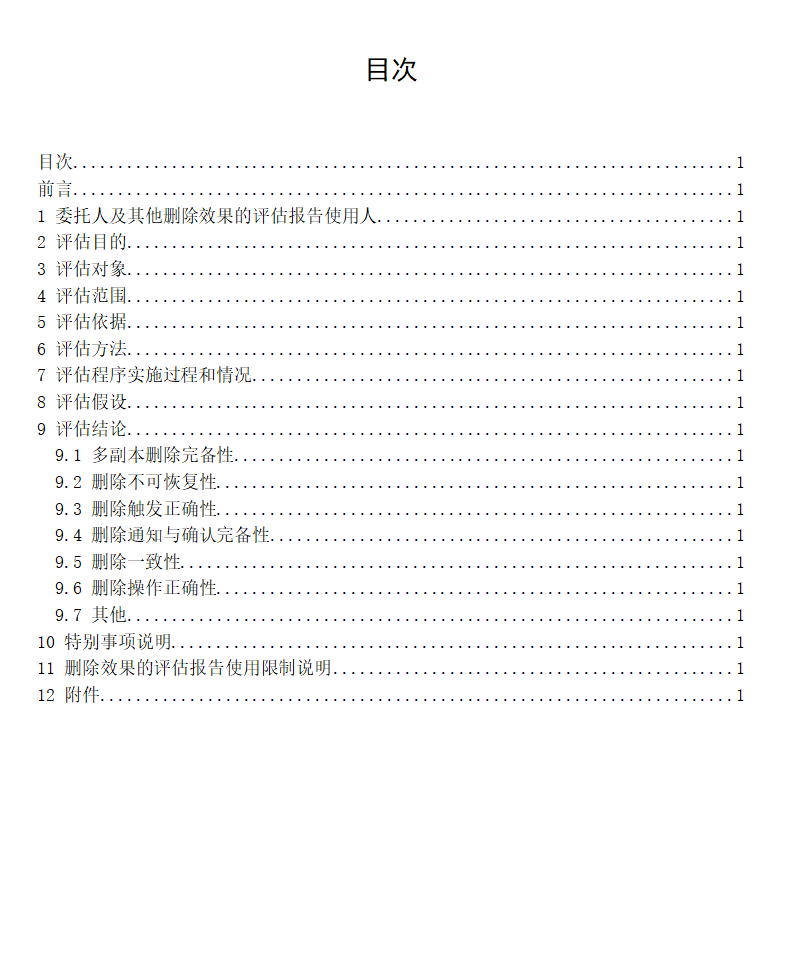 目次
目次..........................................................................1
前言..........................................................................1
1 委托人及其他删除效果的评估报告使用人........................................1
2 评估目的....................................................................1
3 评估对象....................................................................1
4 评估范围....................................................................1
5 评估依据....................................................................1
6 评估方法....................................................................1
7 评估程序实施过程和情况......................................................1
8 评估假设....................................................................1
9 评估结论....................................................................1
9.1 多副本删除完备性........................................................1
9.2 删除不可恢复性..........................................................1
9.3 删除触发正确性..........................................................1
9.4 删除通知与确认完备性....................................................1
9.5 删除一致性..............................................................1
9.6 删除操作正确性..........................................................1
9.7 其他....................................................................1
10 特别事项说明...............................................................1
11 删除效果的评估报告使用限制说明.............................................1
12 附件.......................................................................1